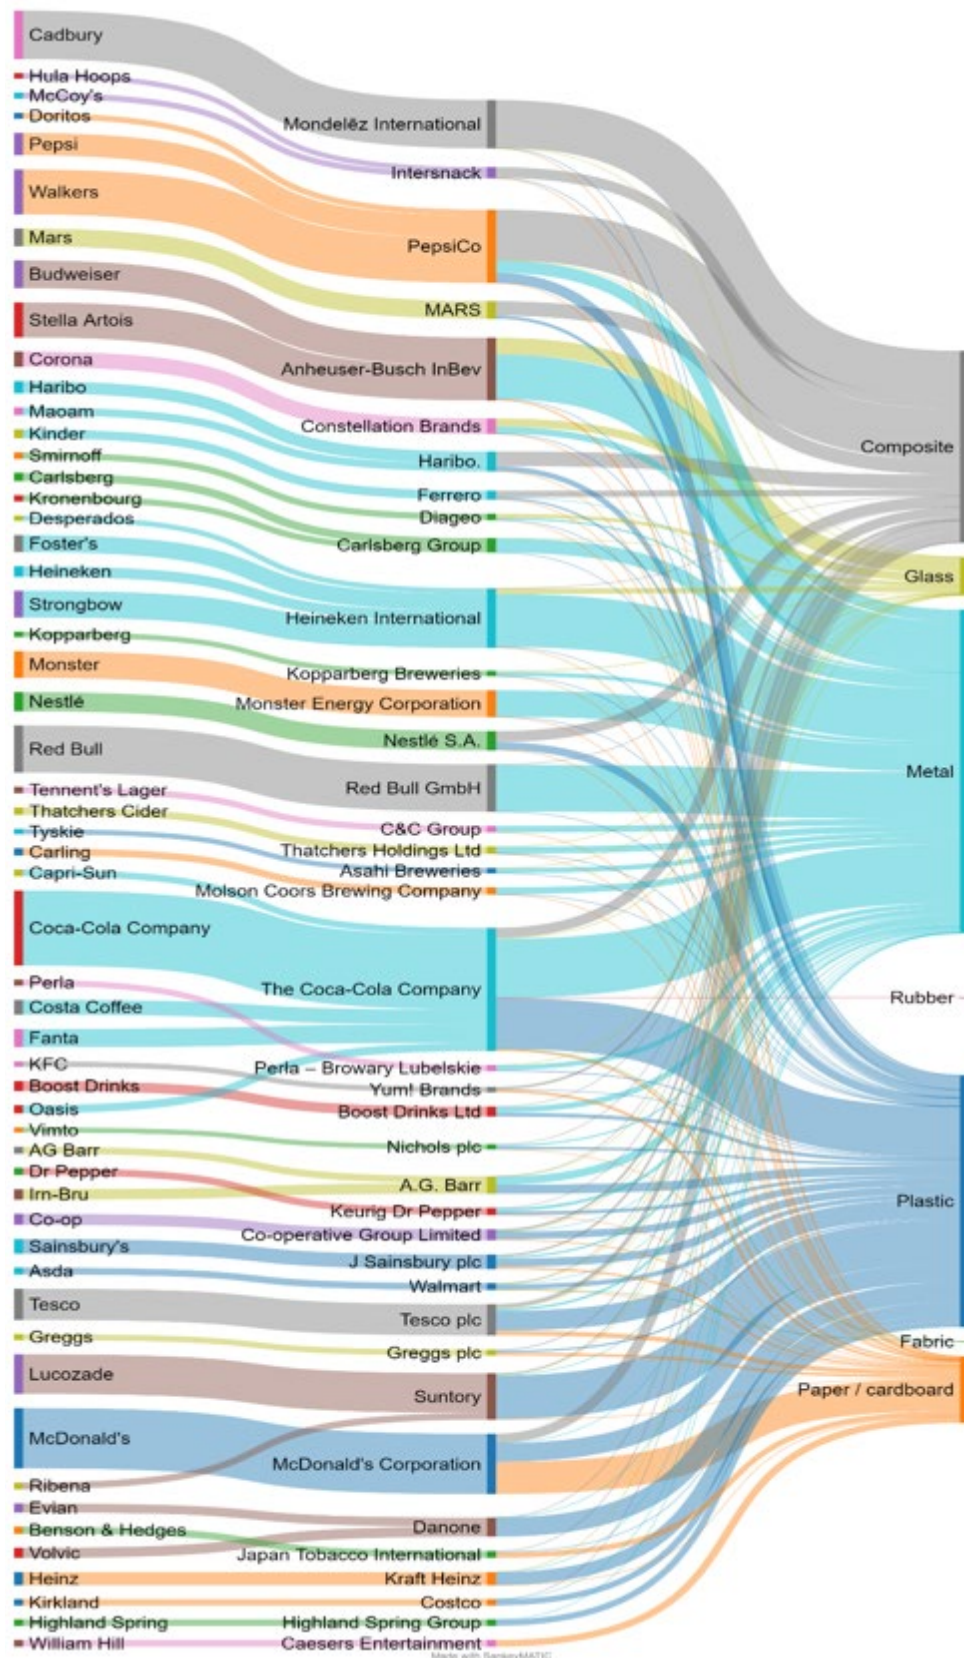 Cadbury
Hula Hoops
McCoy's
Doritos
Pepsi
Walkers
Mars
Budweiser
Stella Artois
Corona
Haribo
Maoam
Kinder
Smirnoff
Carlsberg
Kronenbourg
Desperados
Foster's
Heineken
Strongbow
Kopparberg
Monster
Nestlé
Red Bull
Tennent's Lager
Thatchers Cider
Tyskie
Carling
Capri-Sun
Coca-Cola Company
Perla
Costa Coffee
Fanta
KFC
Boost Drinks
Oasis
Vimto
AG Barr
Dr Pepper
Irn-Bru
Co-op
Sainsbury's
Asda
Tesco
Greggs
Lucozade
McDonald's
Ribena
Evian
Benson & Hedges
Volvic
Heinz
Kirkland
Highland Spring
William Hill
Mondelēz International
Intersnack
PepsiCo
MARS
Anheuser-Busch InBev
Constellation Brands
Haribo.
Ferrero
Diageo
Carlsberg Group
Heineken International
Kopparberg Breweries
Monster Energy Corporation
Nestlé S.A.
Red Bull GmbH
C&C Group
Thatchers Holdings Ltd
Asahi Breweries
Molson Coors Brewing Company
The Coca-Cola Company
Perla – Browary Lubelskie
Yum! Brands
Boost Drinks Ltd
Nichols plc
A.G. Barr
Keurig Dr Pepper
Co-operative Group Limited
J Sainsbury plc
Walmart
Tesco plc
Greggs plc
Suntory
McDonald's Corporation
Danone
Japan Tobacco International
Kraft Heinz
Costco
Highland Spring Group
Caesers Entertainment
Composite
Glass
Metal
Rubber
Plastic
Fabric
Paper / cardboard
Made with SankeyMATIC